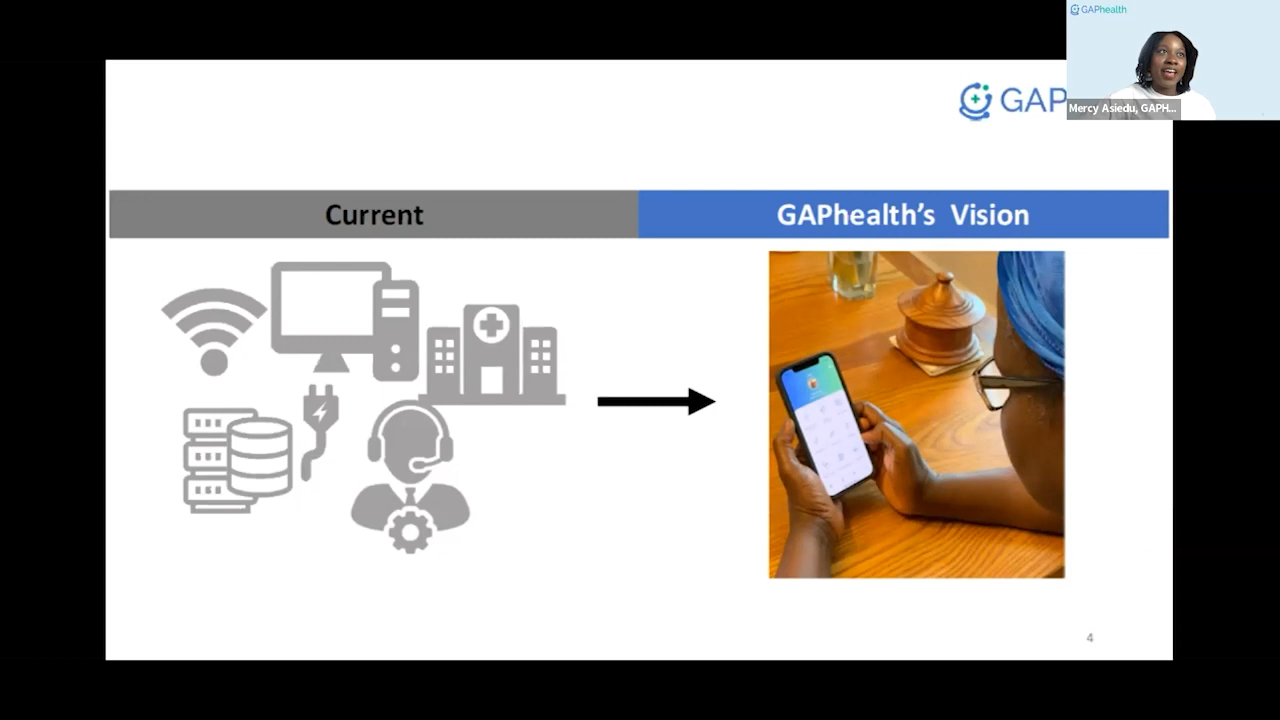 GAPhealth
Mercy Asiedu, GAPH...
GAP
Current
GAPhealth's Vision
4